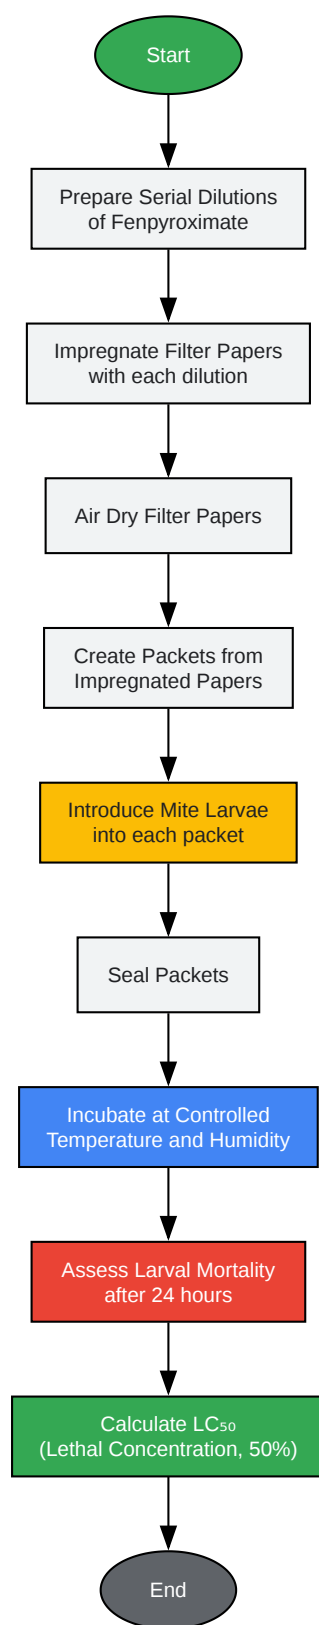 Start
Prepare Serial Dilutions
of Fenpyroximate
Impregnate Filter Papers
with each dilution
Air Dry Filter Papers
Create Packets from
Impregnated Papers
Introduce Mite Larvae
into each packet
Seal Packets
Incubate at Controlled
Temperature and Humidity
Assess Larval Mortality
after 24 hours
Calculate LC₅₀
(Lethal Concentration, 50%)
End